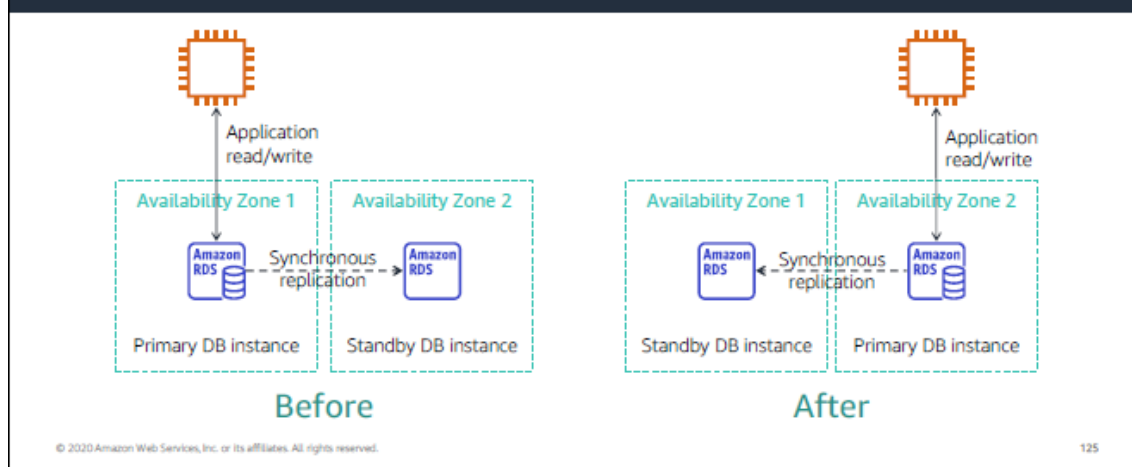 Application
read/write
Availability Zone 1
Availability Zone 2
Amazon
RDS
Synchronous
replication
Amazon
RDS
Primary DB instance
Standby DB instance
Before
Application
read/write
Availability Zone 1
Availability Zone 2
Amazon
RDS
Synchronous
replication
Amazon
RDS
Standby DB instance
Primary DB instance
After
© 2020 Amazon Web Services, Inc. or its affiliates. All rights reserved.
125